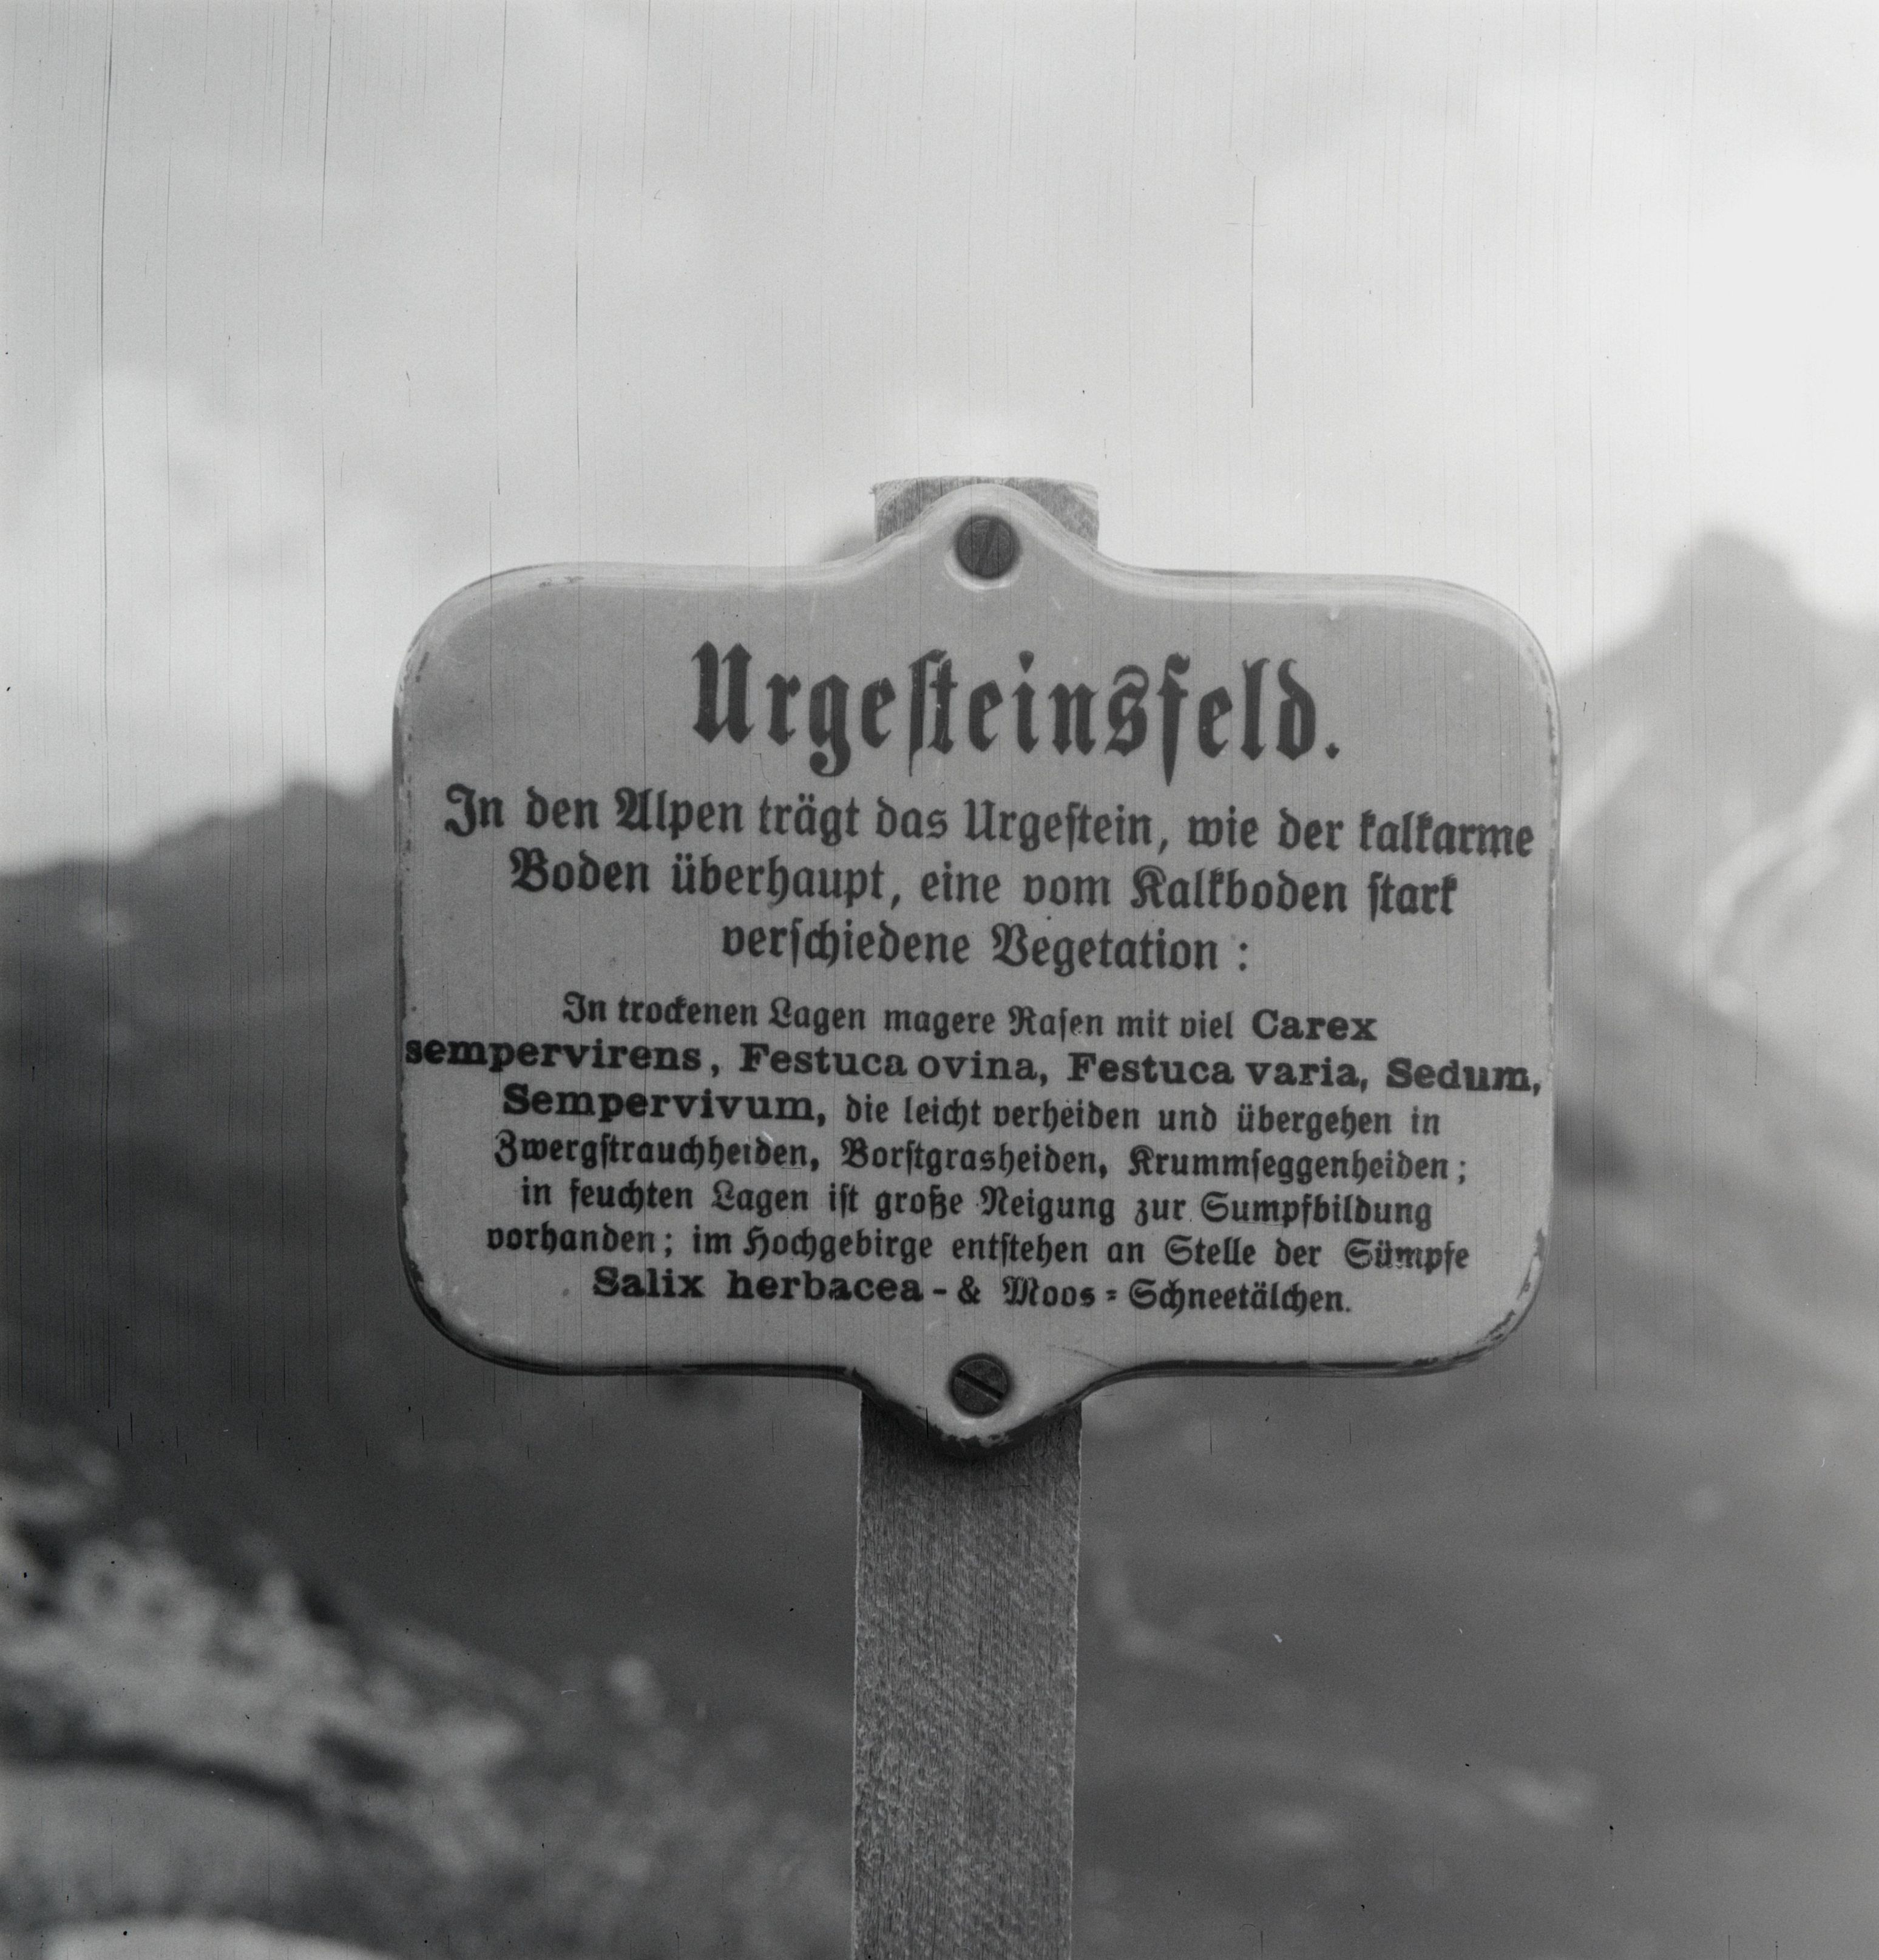 Urgeſteinsfeld.
In den Alpen trägt das Urgeſtein, wie der kalkarme
Boden überhaupt, eine vom Kalkboden ſtark
verſchiedene Vegetation :
In trockenen Lagen magere Raſen mit viel Carex
sempervirens, Festuca ovina, Festuca varia, Sedum,
Sempervivum, die leicht verheiden und übergehen in
Zwergſtrauchheiden, Borſtgrasheiden, Krummſeggenheiden ;
in feuchten Lagen iſt große Neigung zur Sumpfbildung
vorhanden ; im Hochgebirge entſtehen an Stelle der Sümpfe
Salix herbacea - & Moos = Schneetälchen.